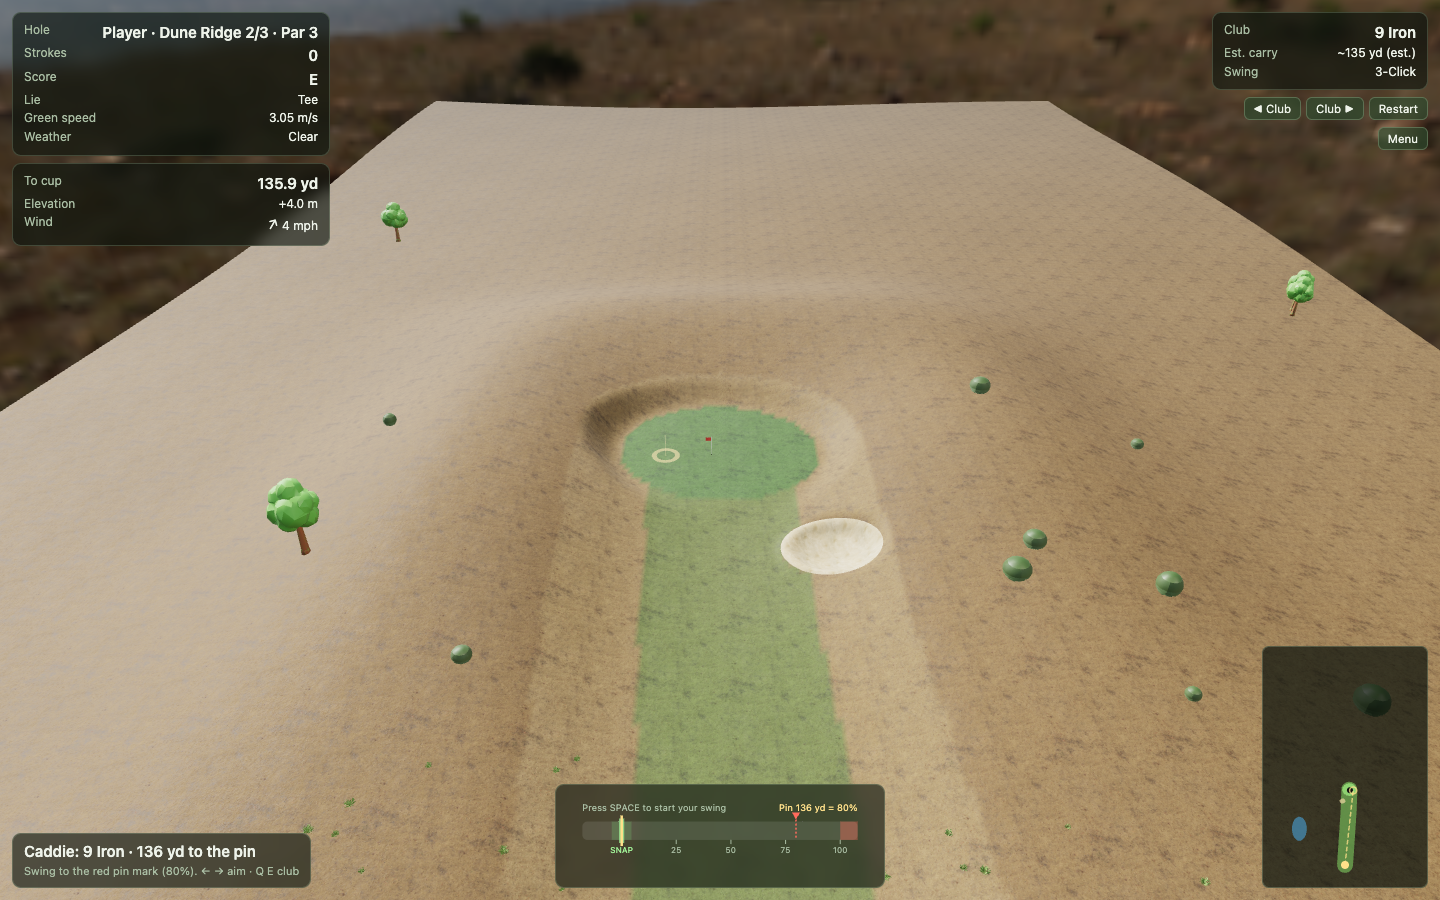 Hole Player · Dune Ridge 2/3 · Par 3
Strokes 0
Score E
Lie Tee
Green speed 3.05 m/s
Weather Clear
To cup 135.9 yd
Elevation +4.0 m
Wind ↗ 4 mph
Club 9 Iron
Est. carry ~135 yd (est.)
Swing 3-Click
◀ Club Club ▶ Restart
Menu
Press SPACE to start your swing Pin 136 yd = 80%
SNAP 25 50 75 100
Caddie: 9 Iron · 136 yd to the pin
Swing to the red pin mark (80%). ← → aim · Q E club